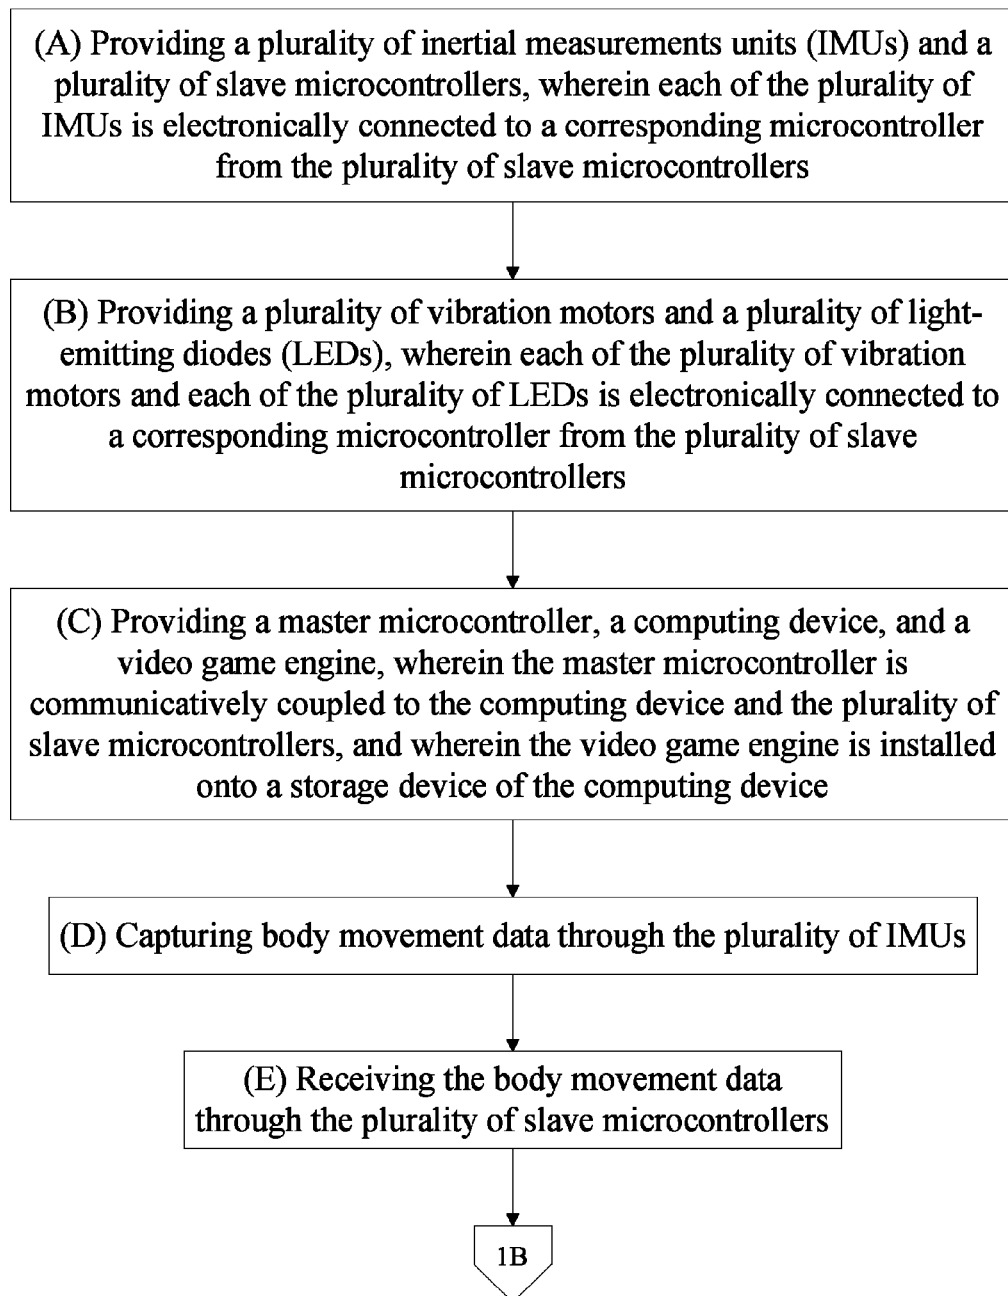 (A) Providing a plurality of inertial measurements units (IMUs) and a
plurality of slave microcontrollers, wherein each of the plurality of
IMUs is electronically connected to a corresponding microcontroller
from the plurality of slave microcontrollers
(B) Providing a plurality of vibration motors and a plurality of light-
emitting diodes (LEDs), wherein each of the plurality of vibration
motors and each of the plurality of LEDs is electronically connected to
a corresponding microcontroller from the plurality of slave
microcontrollers
(C) Providing a master microcontroller, a computing device, and a
video game engine, wherein the master microcontroller is
communicatively coupled to the computing device and the plurality of
slave microcontrollers, and wherein the video game engine is installed
onto a storage device of the computing device
(D) Capturing body movement data through the plurality of IMUs
(E) Receiving the body movement data
through the plurality of slave microcontrollers
1B